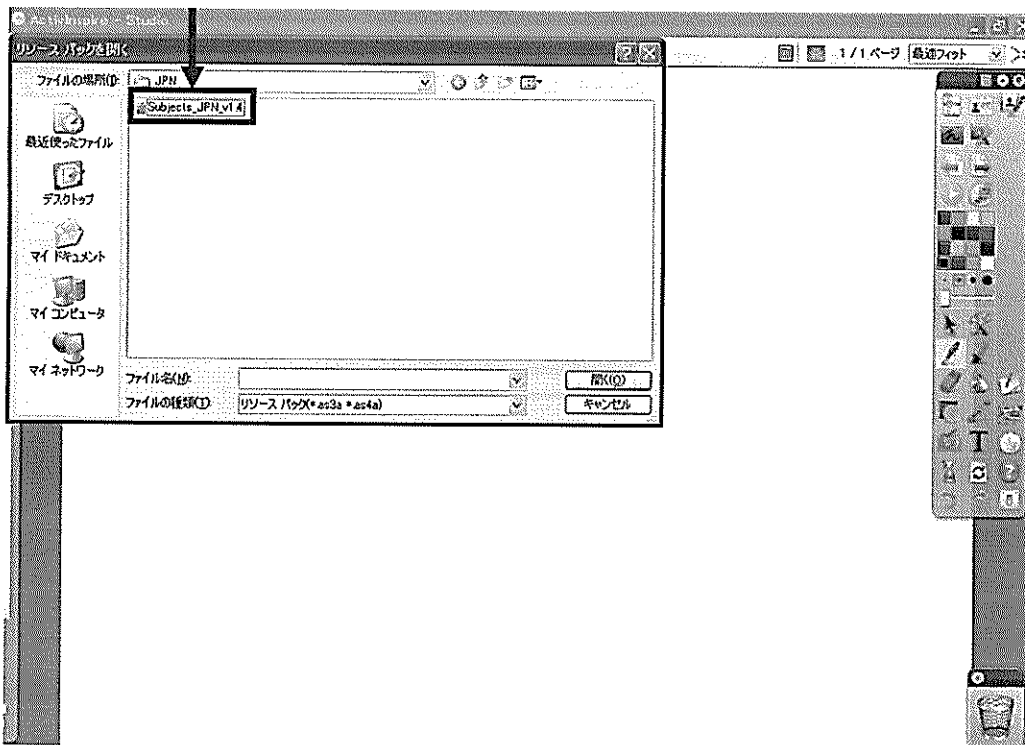 ActivInspire - Studio
リソース パックを開く
1 / 1 ページ 最適フィット
ファイルの場所(I): JPN
Subjects_JPN_v1.4
最近使ったファイル
デスクトップ
マイ ドキュメント
マイ コンピュータ
マイ ネットワーク
ファイル名(N):
開く(O)
ファイルの種類(T): リソース パック(*.as3a *.as4a)
キャンセル